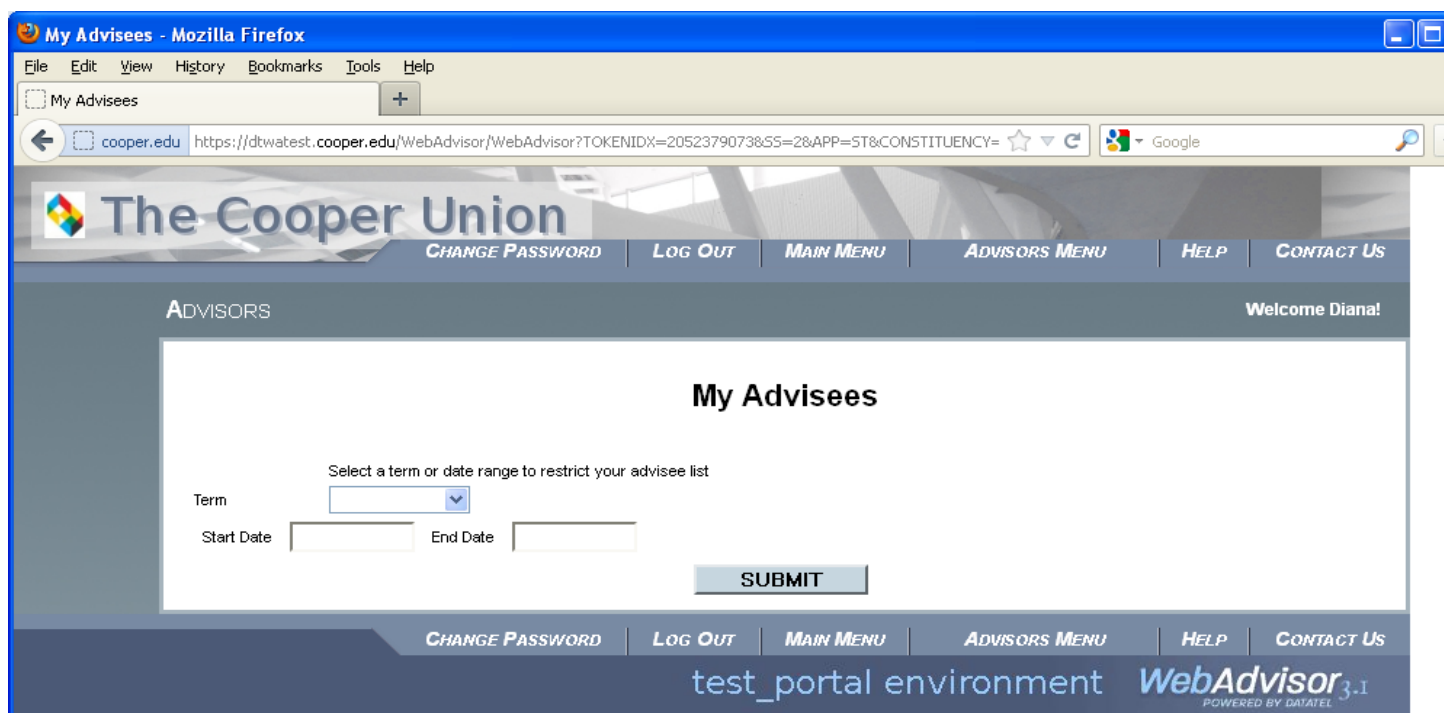 My Advisees - Mozilla Firefox
File Edit View History Bookmarks Tools Help
My Advisees +
cooper.edu https://dtwatest.cooper.edu/WebAdvisor/WebAdvisor?TOKENIDX=2052379073&SS=2&APP=ST&CONSTITUENCY= Google
The Cooper Union
CHANGE PASSWORD LOG OUT MAIN MENU ADVISORS MENU HELP CONTACT US
ADVISORS Welcome Diana!
My Advisees
Select a term or date range to restrict your advisee list
Term
Start Date End Date
SUBMIT
CHANGE PASSWORD LOG OUT MAIN MENU ADVISORS MENU HELP CONTACT US
test_portal environment WebAdvisor 3.1
POWERED BY DATATEL